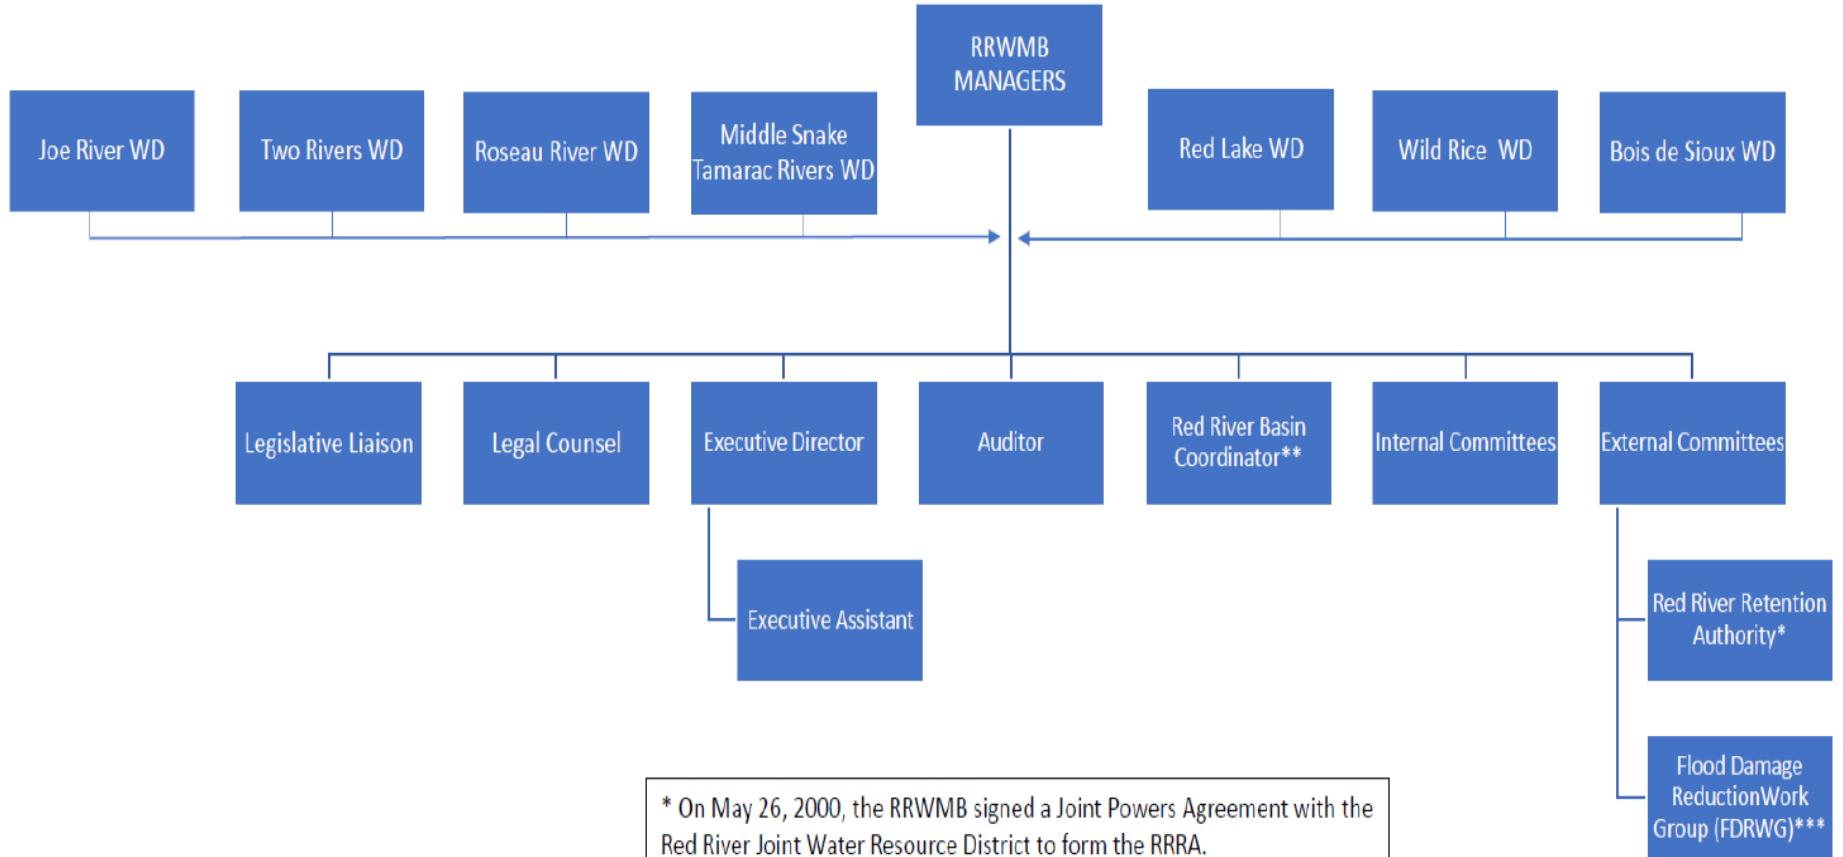 RRWMB
MANAGERS
Joe River WD
Two Rivers WD
Roseau River WD
Middle Snake
Tamarac Rivers WD
Red Lake WD
Wild Rice WD
Bois de Sioux WD
Legislative Liaison
Legal Counsel
Executive Director
Auditor
Red River Basin
Coordinator**
Internal Committees
External Committees
Executive Assistant
Red River Retention
Authority*
Flood Damage
ReductionWork
Group (FDRWG)***
* On May 26, 2000, the RRWMB signed a Joint Powers Agreement with the
Red River Joint Water Resource District to form the RRRA.